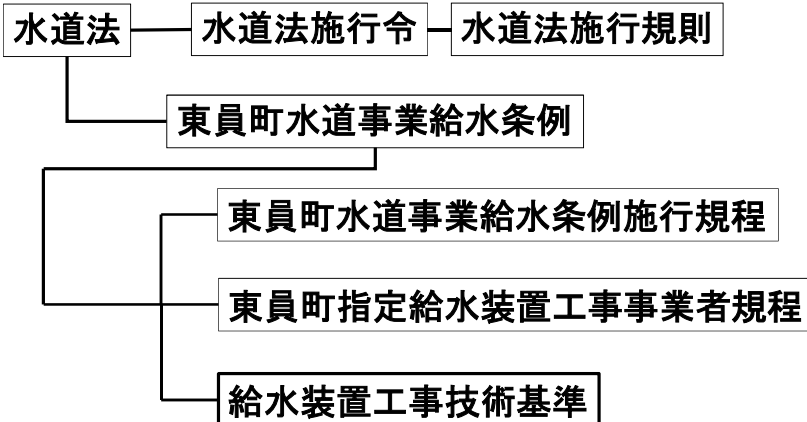 水道法
水道法施行令
水道法施行規則
東員町水道事業給水条例
東員町水道事業給水条例施行規程
東員町指定給水装置工事事業者規程
給水装置工事技術基準